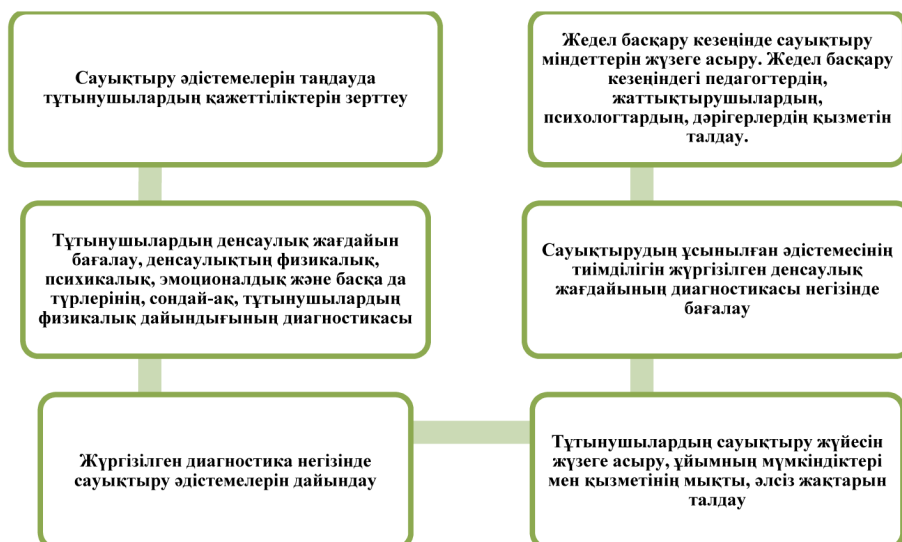 Сауықтыру әдістемелерін таңдауда
тұтынушылардың қажеттіліктерін зерттеу
Тұтынушылардың денсаулық жағдайын
бағалау, денсаулықтың физикалық,
психикалық, эмоционалдық және басқа да
түрлерінің, сондай-ақ, тұтынушылардың
физикалық дайындығының диагностикасы
Жүргізілген диагностика негізінде
сауықтыру әдістемелерін дайындау
Тұтынушылардың сауықтыру жүйесін
жүзеге асыру, ұйымның мүмкіндіктері
мен қызметінің мықты, әлсіз жақтарын
талдау
Сауықтырудың ұсынылған әдістемесінің
тиімділігін жүргізілген денсаулық
жағдайының диагностикасы негізінде
бағалау
Жедел басқару кезеңінде сауықтыру
міндеттерін жүзеге асыру. Жедел басқару
кезеңіндегі педагогтердің,
жаттықтырушылардың,
психологтардың, дәрігерлердің қызметін
талдау.